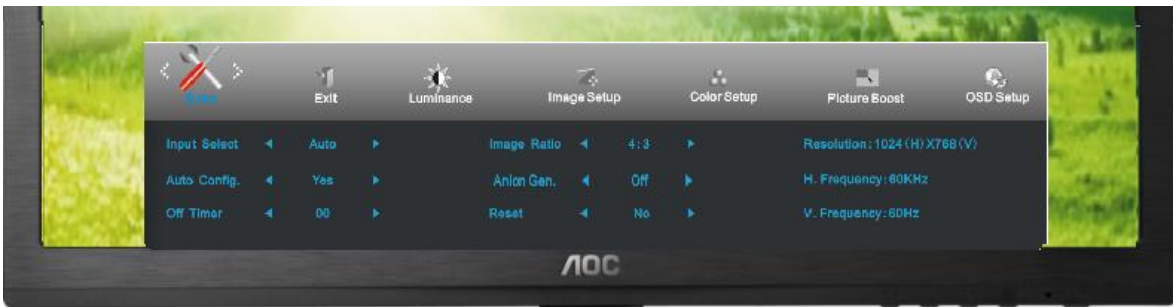 Extra
Exit
Luminance
Image Setup
Color Setup
Picture Boost
OSD Setup
Input Select ◀ Auto ▶ Image Ratio ◀ 4:3 ▶ Resolution: 1024(H)X768(V)
Auto Config. ◀ Yes ▶ Anion Gen. ◀ Off ▶ H. Frequency: 60KHz
Off Timer ◀ 00 ▶ Reset ◀ No ▶ V. Frequency: 60Hz
AOC